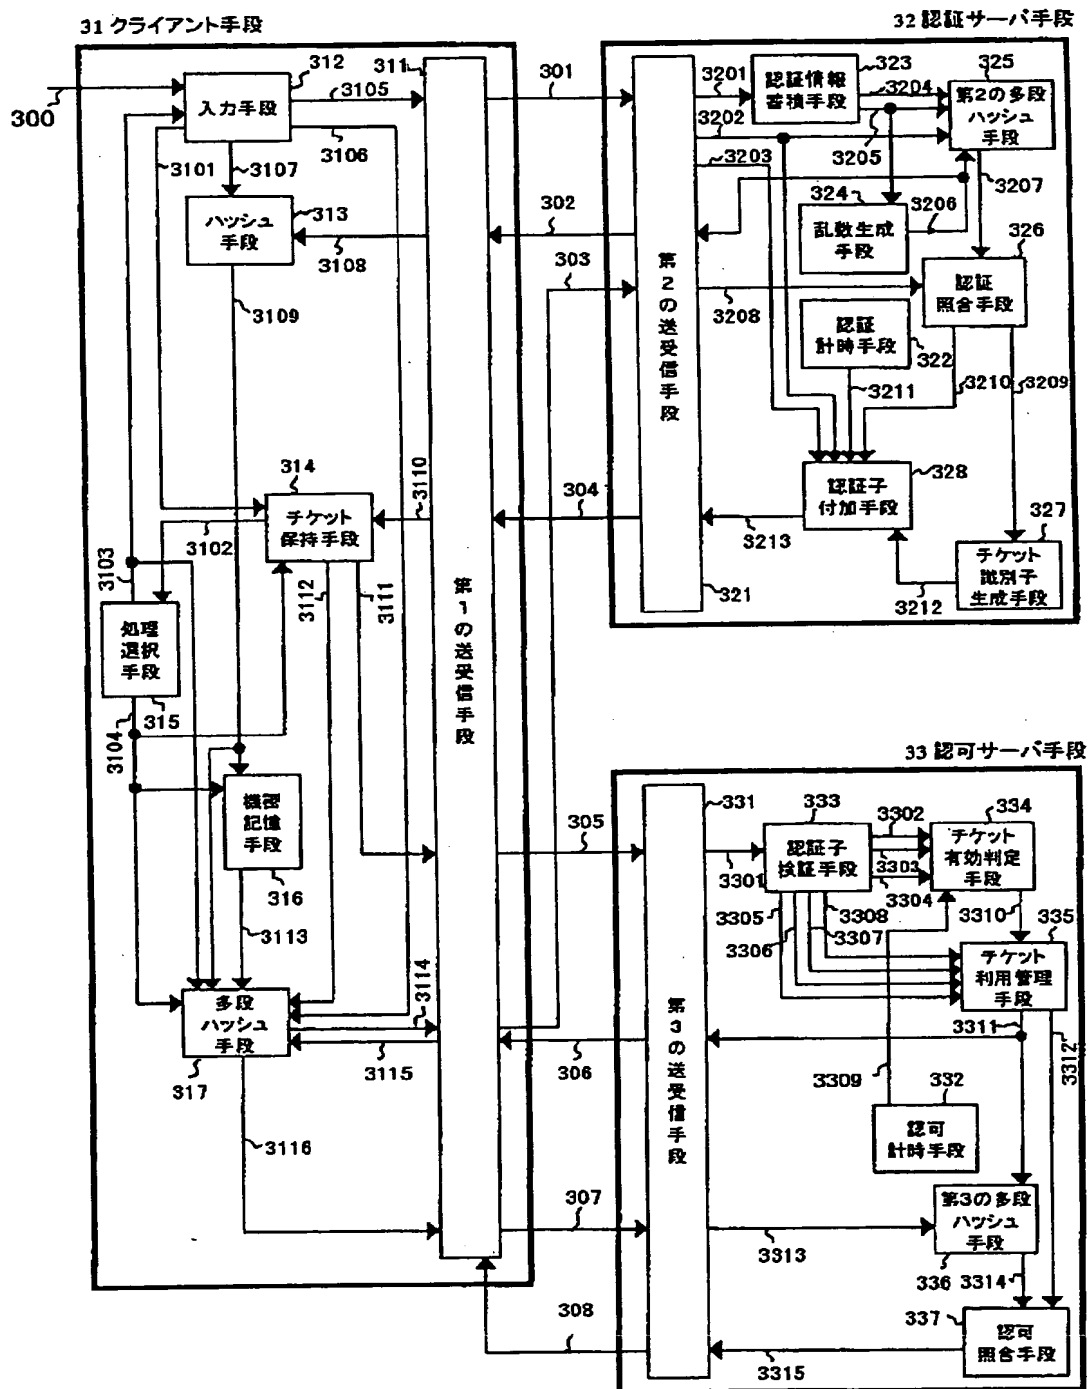 31 クライアント手段
32 認証サーバ手段
300
312
入力手段
3105
3106
3101
3107
311
301
ハッシュ
手段
313
3108
302
303
3109
314
チケット
保持手段
3110
3102
3103
3112
3111
304
第1の送受信手段
処理
選択
手段
315
3104
機密
記憶
手段
316
3113
多段
ハッシュ
手段
317
3114
3115
3116
305
306
307
308
第2の送受信手段
321
3201
3202
3203
323
認証情報
蓄積手段
3204
3205
325
第2の多段
ハッシュ
手段
3207
324
乱数生成
手段
3206
326
認証
照合手段
3208
認証
計時手段
322
3211
3210
3209
認証子
付加手段
328
3213
327
チケット
識別子
生成手段
3212
33 認可サーバ手段
第3の送受信手段
331
333
認証子
検証手段
3301
3302
3303
3304
334
チケット
有効判定
手段
3305
3306
3308
3307
3310
335
チケット
利用管理
手段
3311
3312
3309
332
認可
計時手段
第3の多段
ハッシュ
手段
3313
336
3314
337
認可
照合手段
3315